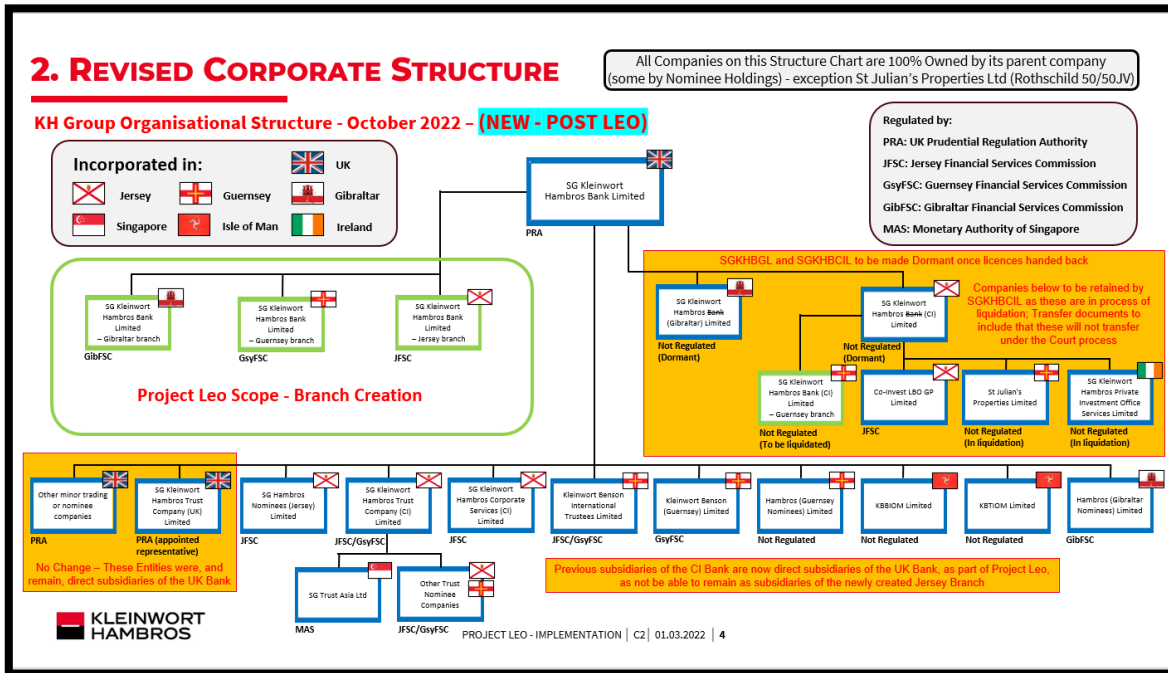 2. REVISED CORPORATE STRUCTURE
All Companies on this Structure Chart are 100% Owned by its parent company
(some by Nominee Holdings) - exception St Julian's Properties Ltd (Rothschild 50/50JV)
KH Group Organisational Structure - October 2022 – (NEW - POST LEO)
Incorporated in:
UK
Jersey
Guernsey
Gibraltar
Singapore
Isle of Man
Ireland
SG Kleinwort
Hambros Bank Limited
PRA
Regulated by:
PRA: UK Prudential Regulation Authority
JFSC: Jersey Financial Services Commission
GsyFSC: Guernsey Financial Services Commission
GibFSC: Gibraltar Financial Services Commission
MAS: Monetary Authority of Singapore
SG Kleinwort
Hambros Bank
Limited
– Gibraltar branch
GibFSC
SG Kleinwort
Hambros Bank
Limited
– Guernsey branch
GsyFSC
SG Kleinwort
Hambros Bank
Limited
– Jersey branch
JFSC
Project Leo Scope - Branch Creation
SGKHBGL and SGKHBCIL to be made Dormant once licences handed back
SG Kleinwort
Hambros Bank
(Gibraltar) Limited
Not Regulated
(Dormant)
SG Kleinwort
Hambros Bank (CI)
Limited
Not Regulated
(Dormant)
Companies below to be retained by
SGKHBCIL as these are in process of
liquidation; Transfer documents to
include that these will not transfer
under the Court process
SG Kleinwort
Hambros Bank (CI)
Limited
– Guernsey branch
Not Regulated
(To be liquidated)
Co-Invest LBO GP
Limited
JFSC
St Julian's
Properties Limited
Not Regulated
(In liquidation)
SG Kleinwort
Hambros Private
Investment Office
Services Limited
Not Regulated
(In liquidation)
Other minor trading
or nominee
companies
PRA
SG Kleinwort
Hambros Trust
Company (UK)
Limited
PRA (appointed
representative)
No Change – These Entities were, and
remain, direct subsidiaries of the UK Bank
SG Hambros
Nominees (Jersey)
Limited
JFSC
SG Kleinwort
Hambros Trust
Company (CI)
Limited
JFSC/GsyFSC
SG Kleinwort
Hambros Corporate
Services (CI)
Limited
JFSC
Kleinwort Benson
International
Trustees Limited
JFSC/GsyFSC
Kleinwort Benson
(Guernsey) Limited
GsyFSC
Hambros (Guernsey
Nominees) Limited
Not Regulated
KBBIOM Limited
Not Regulated
KBTIOM Limited
Not Regulated
Hambros (Gibraltar
Nominees) Limited
GibFSC
SG Trust Asia Ltd
MAS
Other Trust
Nominee
Companies
JFSC/GsyFSC
Previous subsidiaries of the CI Bank are now direct subsidiaries of the UK Bank, as part of Project Leo,
as not be able to remain as subsidiaries of the newly created Jersey Branch
KLEINWORT
HAMBROS
PROJECT LEO - IMPLEMENTATION | C2 | 01.03.2022 | 4